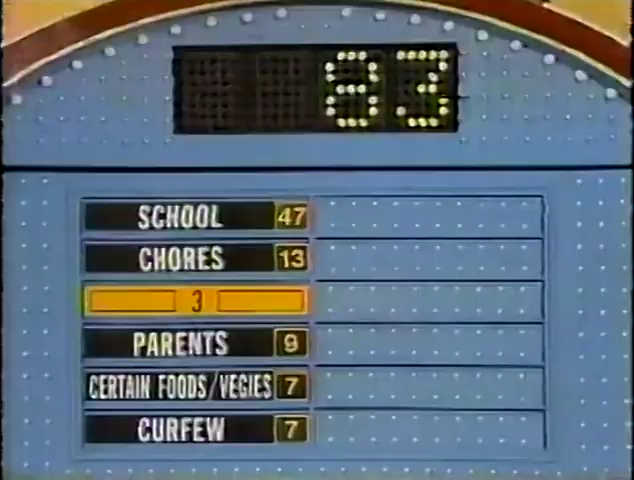 83
SCHOOL 47
CHORES 13
3
PARENTS 9
CERTAIN FOODS/VEGIES 7
CURFEW 7